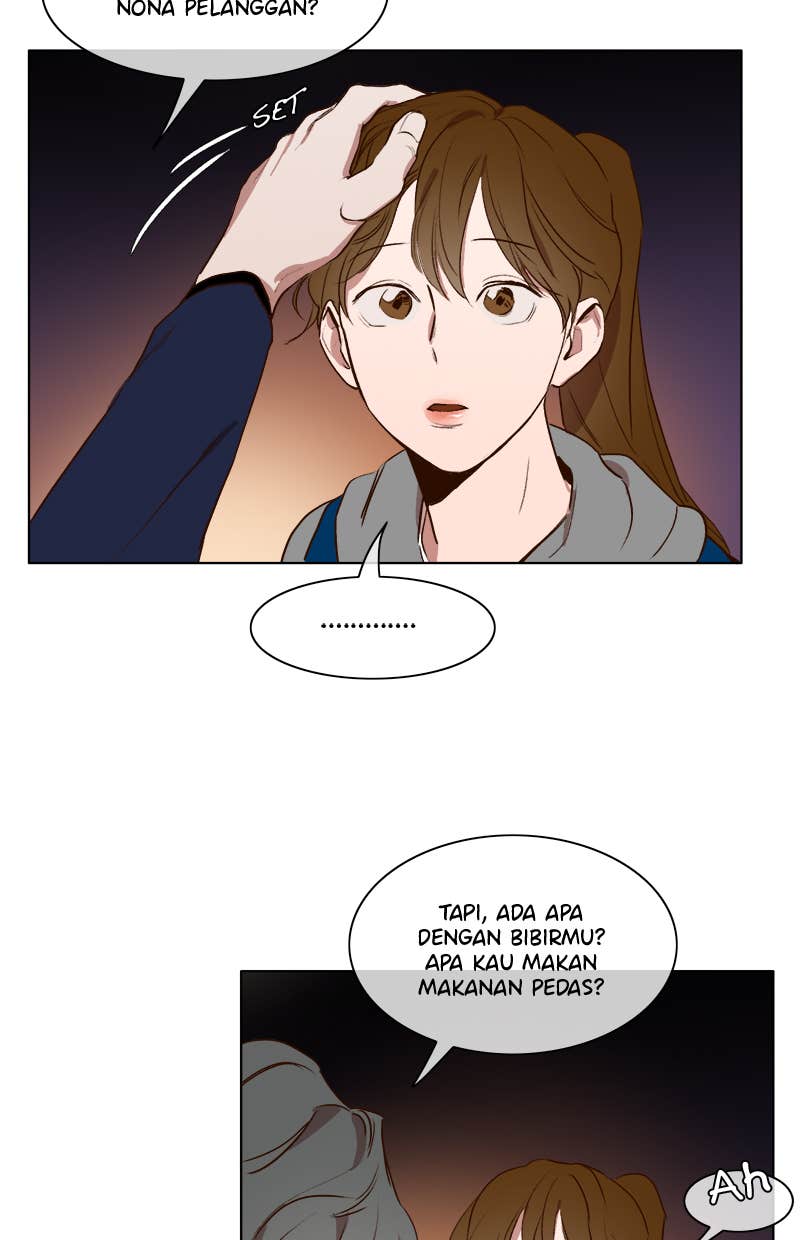 NONA PELANGGAN?
SET
.............
TAPI, ADA APA
DENGAN BIBIRMU?
APA KAU MAKAN
MAKANAN PEDAS?
Ah